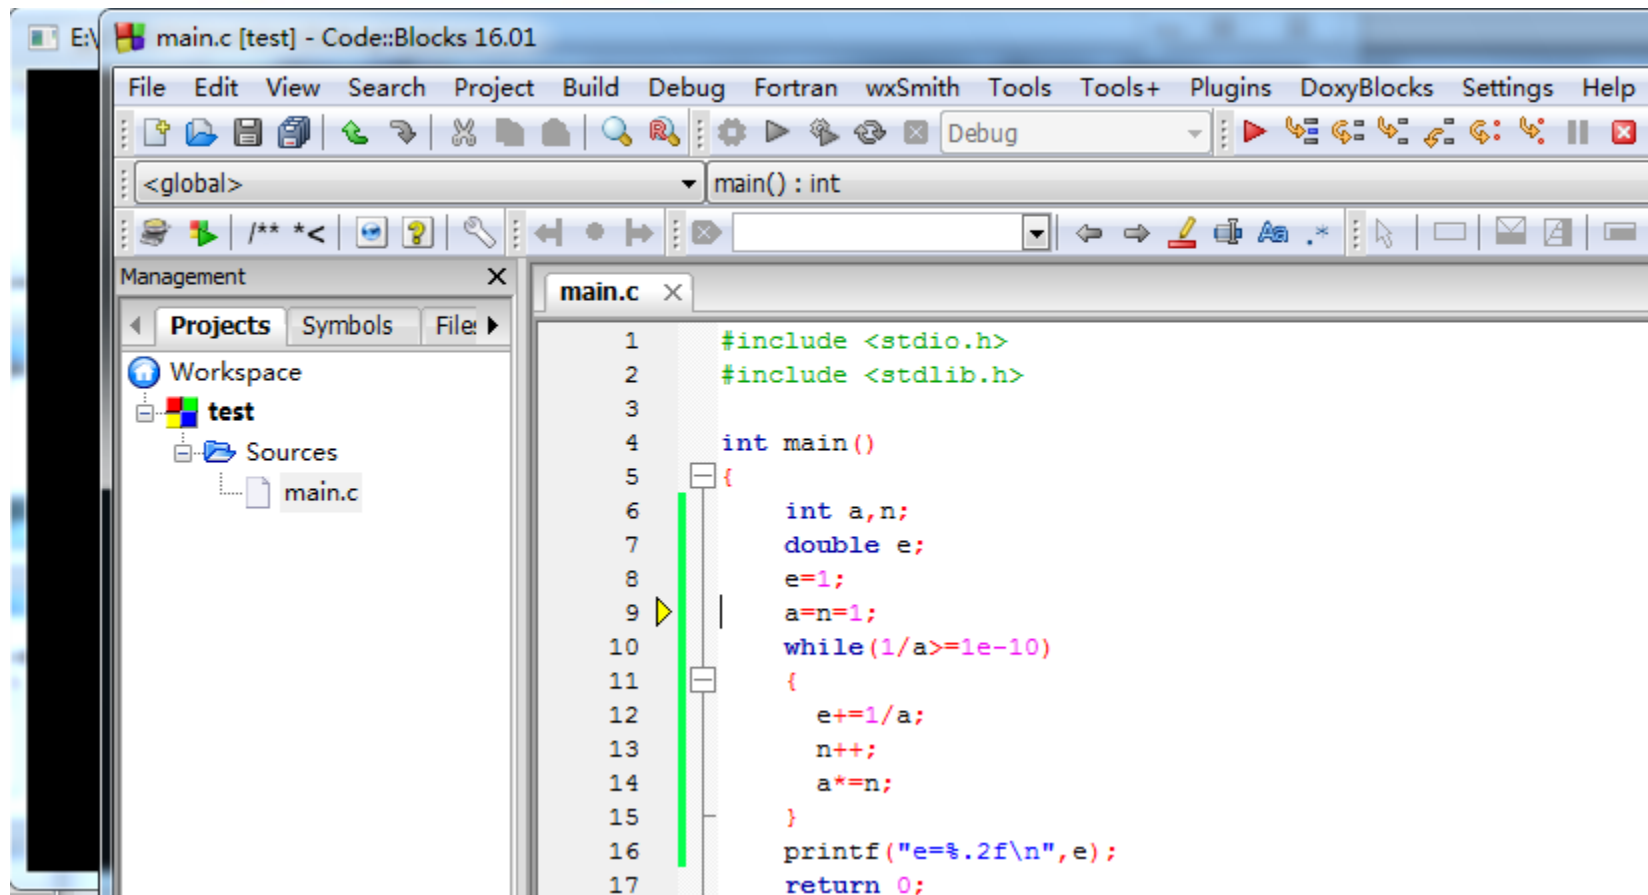 E:\
main.c [test] - Code::Blocks 16.01
File Edit View Search Project Build Debug Fortran wxSmith Tools Tools+ Plugins DoxyBlocks Settings Help
Debug
<global> main() : int
/** *<
Management
main.c
Projects Symbols Files
Workspace
test
Sources
main.c
1 #include <stdio.h>
2 #include <stdlib.h>
3
4 int main()
5 {
6 int a,n;
7 double e;
8 e=1;
9 a=n=1;
10 while(1/a>=1e-10)
11 {
12 e+=1/a;
13 n++;
14 a*=n;
15 }
16 printf("e=%.2f\n",e);
17 return 0;